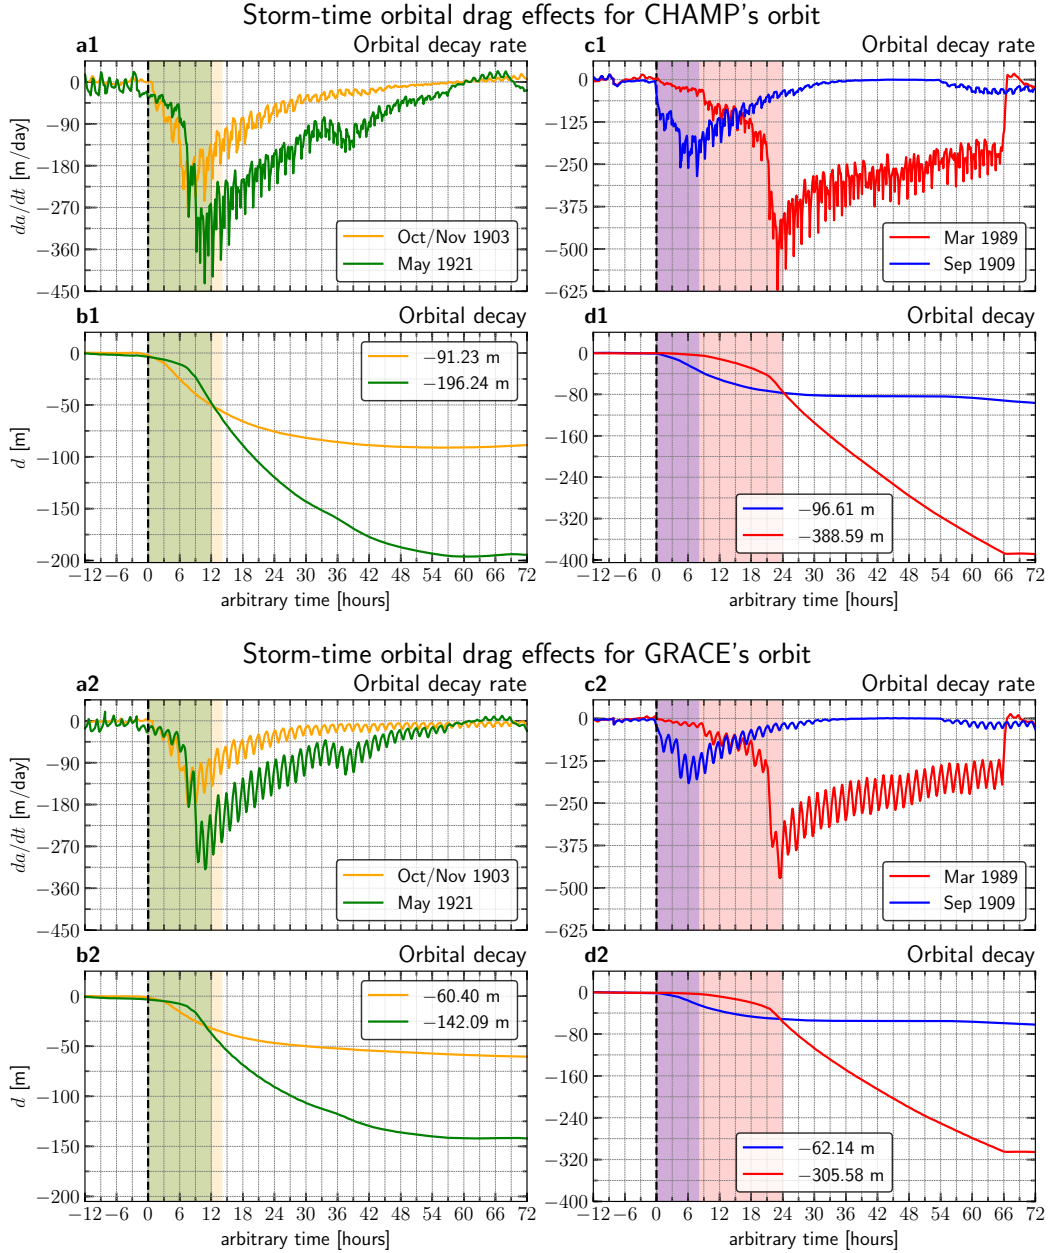 Storm-time orbital drag effects for CHAMP's orbit
a1 Orbital decay rate
c1 Orbital decay rate
0
−90
−180
−270
−360
−450
da/dt [m/day]
Oct/Nov 1903
May 1921
0
−125
−250
−375
−500
−625
Mar 1989
Sep 1909
b1 Orbital decay
d1 Orbital decay
0
−50
−100
−150
−200
d [m]
−91.23 m
−196.24 m
−12 −6 0 6 12 18 24 30 36 42 48 54 60 66 72
arbitrary time [hours]
0
−80
−160
−240
−320
−400
−96.61 m
−388.59 m
−12 −6 0 6 12 18 24 30 36 42 48 54 60 66 72
arbitrary time [hours]
Storm-time orbital drag effects for GRACE's orbit
a2 Orbital decay rate
c2 Orbital decay rate
0
−90
−180
−270
−360
−450
da/dt [m/day]
Oct/Nov 1903
May 1921
0
−125
−250
−375
−500
−625
Mar 1989
Sep 1909
b2 Orbital decay
d2 Orbital decay
0
−50
−100
−150
−200
d [m]
−60.40 m
−142.09 m
−12 −6 0 6 12 18 24 30 36 42 48 54 60 66 72
arbitrary time [hours]
0
−80
−160
−240
−320
−400
−62.14 m
−305.58 m
−12 −6 0 6 12 18 24 30 36 42 48 54 60 66 72
arbitrary time [hours]